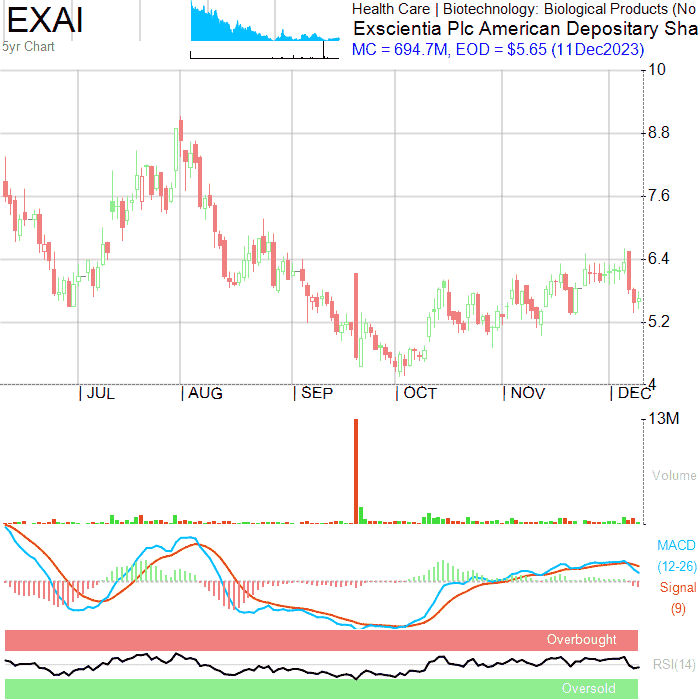 EXAI
5yr Chart
Health Care | Biotechnology: Biological Products (No
Exscientia Plc American Depositary Sha
MC = 694.7M, EOD = $5.65 (11Dec2023)
10
8.8
7.6
6.4
5.2
4
JUL AUG SEP OCT NOV DEC
13M
Volume
MACD
(12-26)
Signal
(9)
Overbought
RSI(14)
Oversold